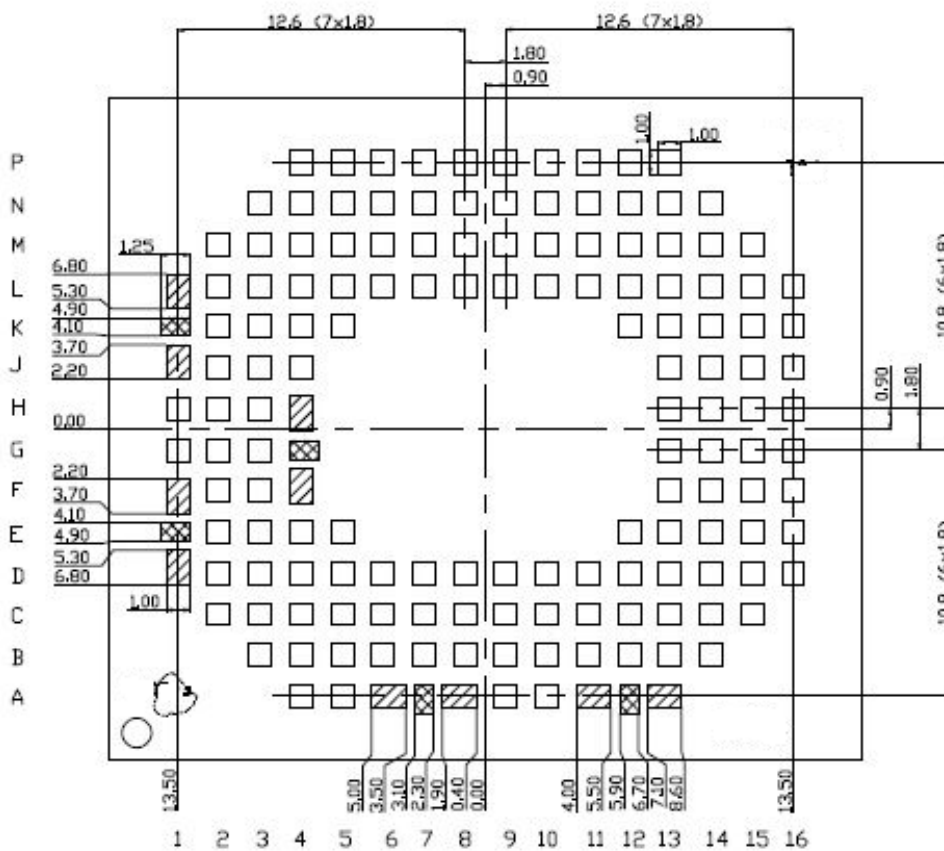 12.6 (7x1.8)
12.6 (7x1.8)
1.80
0.90
P
1.00
1.00
N
M
1.25
6.80
L
5.30
4.90
K
4.10
3.70
J
2.20
10.8 (6x1.8)
H
0.90
1.80
0.00
G
2.20
F
3.70
4.10
E
4.90
5.30
D
6.80
10.8 (6x1.8)
C
1.00
B
A
13.50
5.00
3.50
3.10
2.30
1.90
0.40
0.00
4.00
5.50
5.90
6.70
7.10
8.60
13.50
1 2 3 4 5 6 7 8 9 10 11 12 13 14 15 16